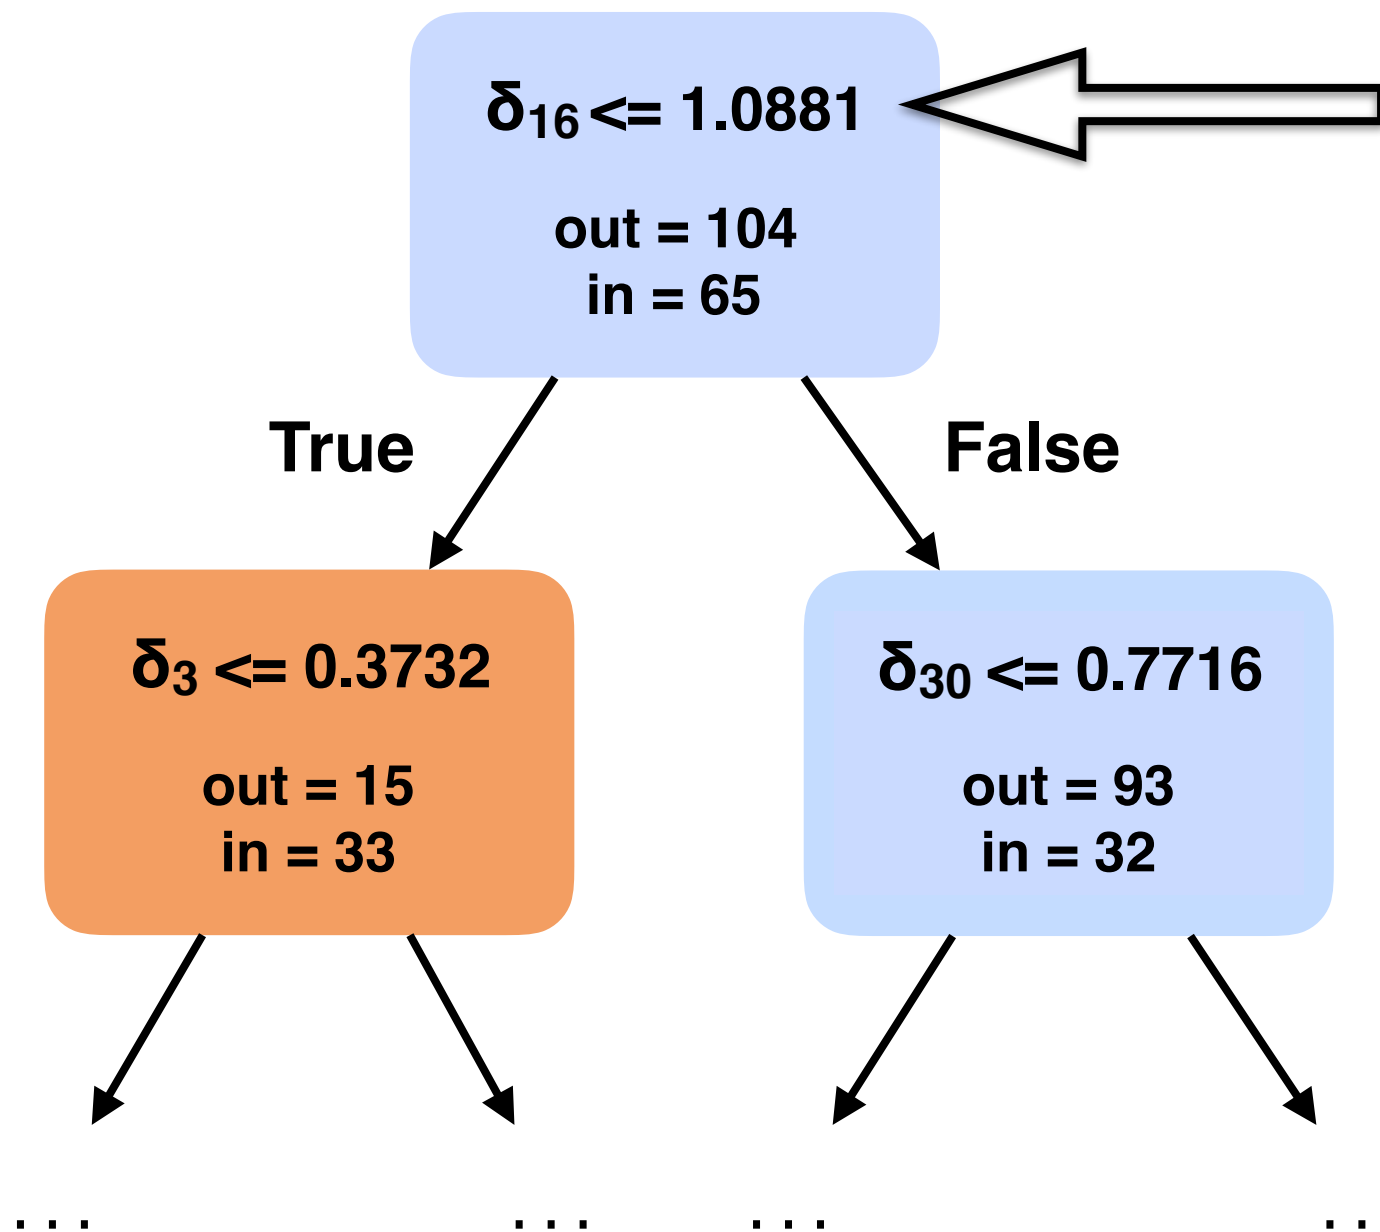 δ₁₆ <= 1.0881
out = 104
in = 65
True
False
δ₃ <= 0.3732
out = 15
in = 33
δ₃₀ <= 0.7716
out = 93
in = 32
... ... ... ..